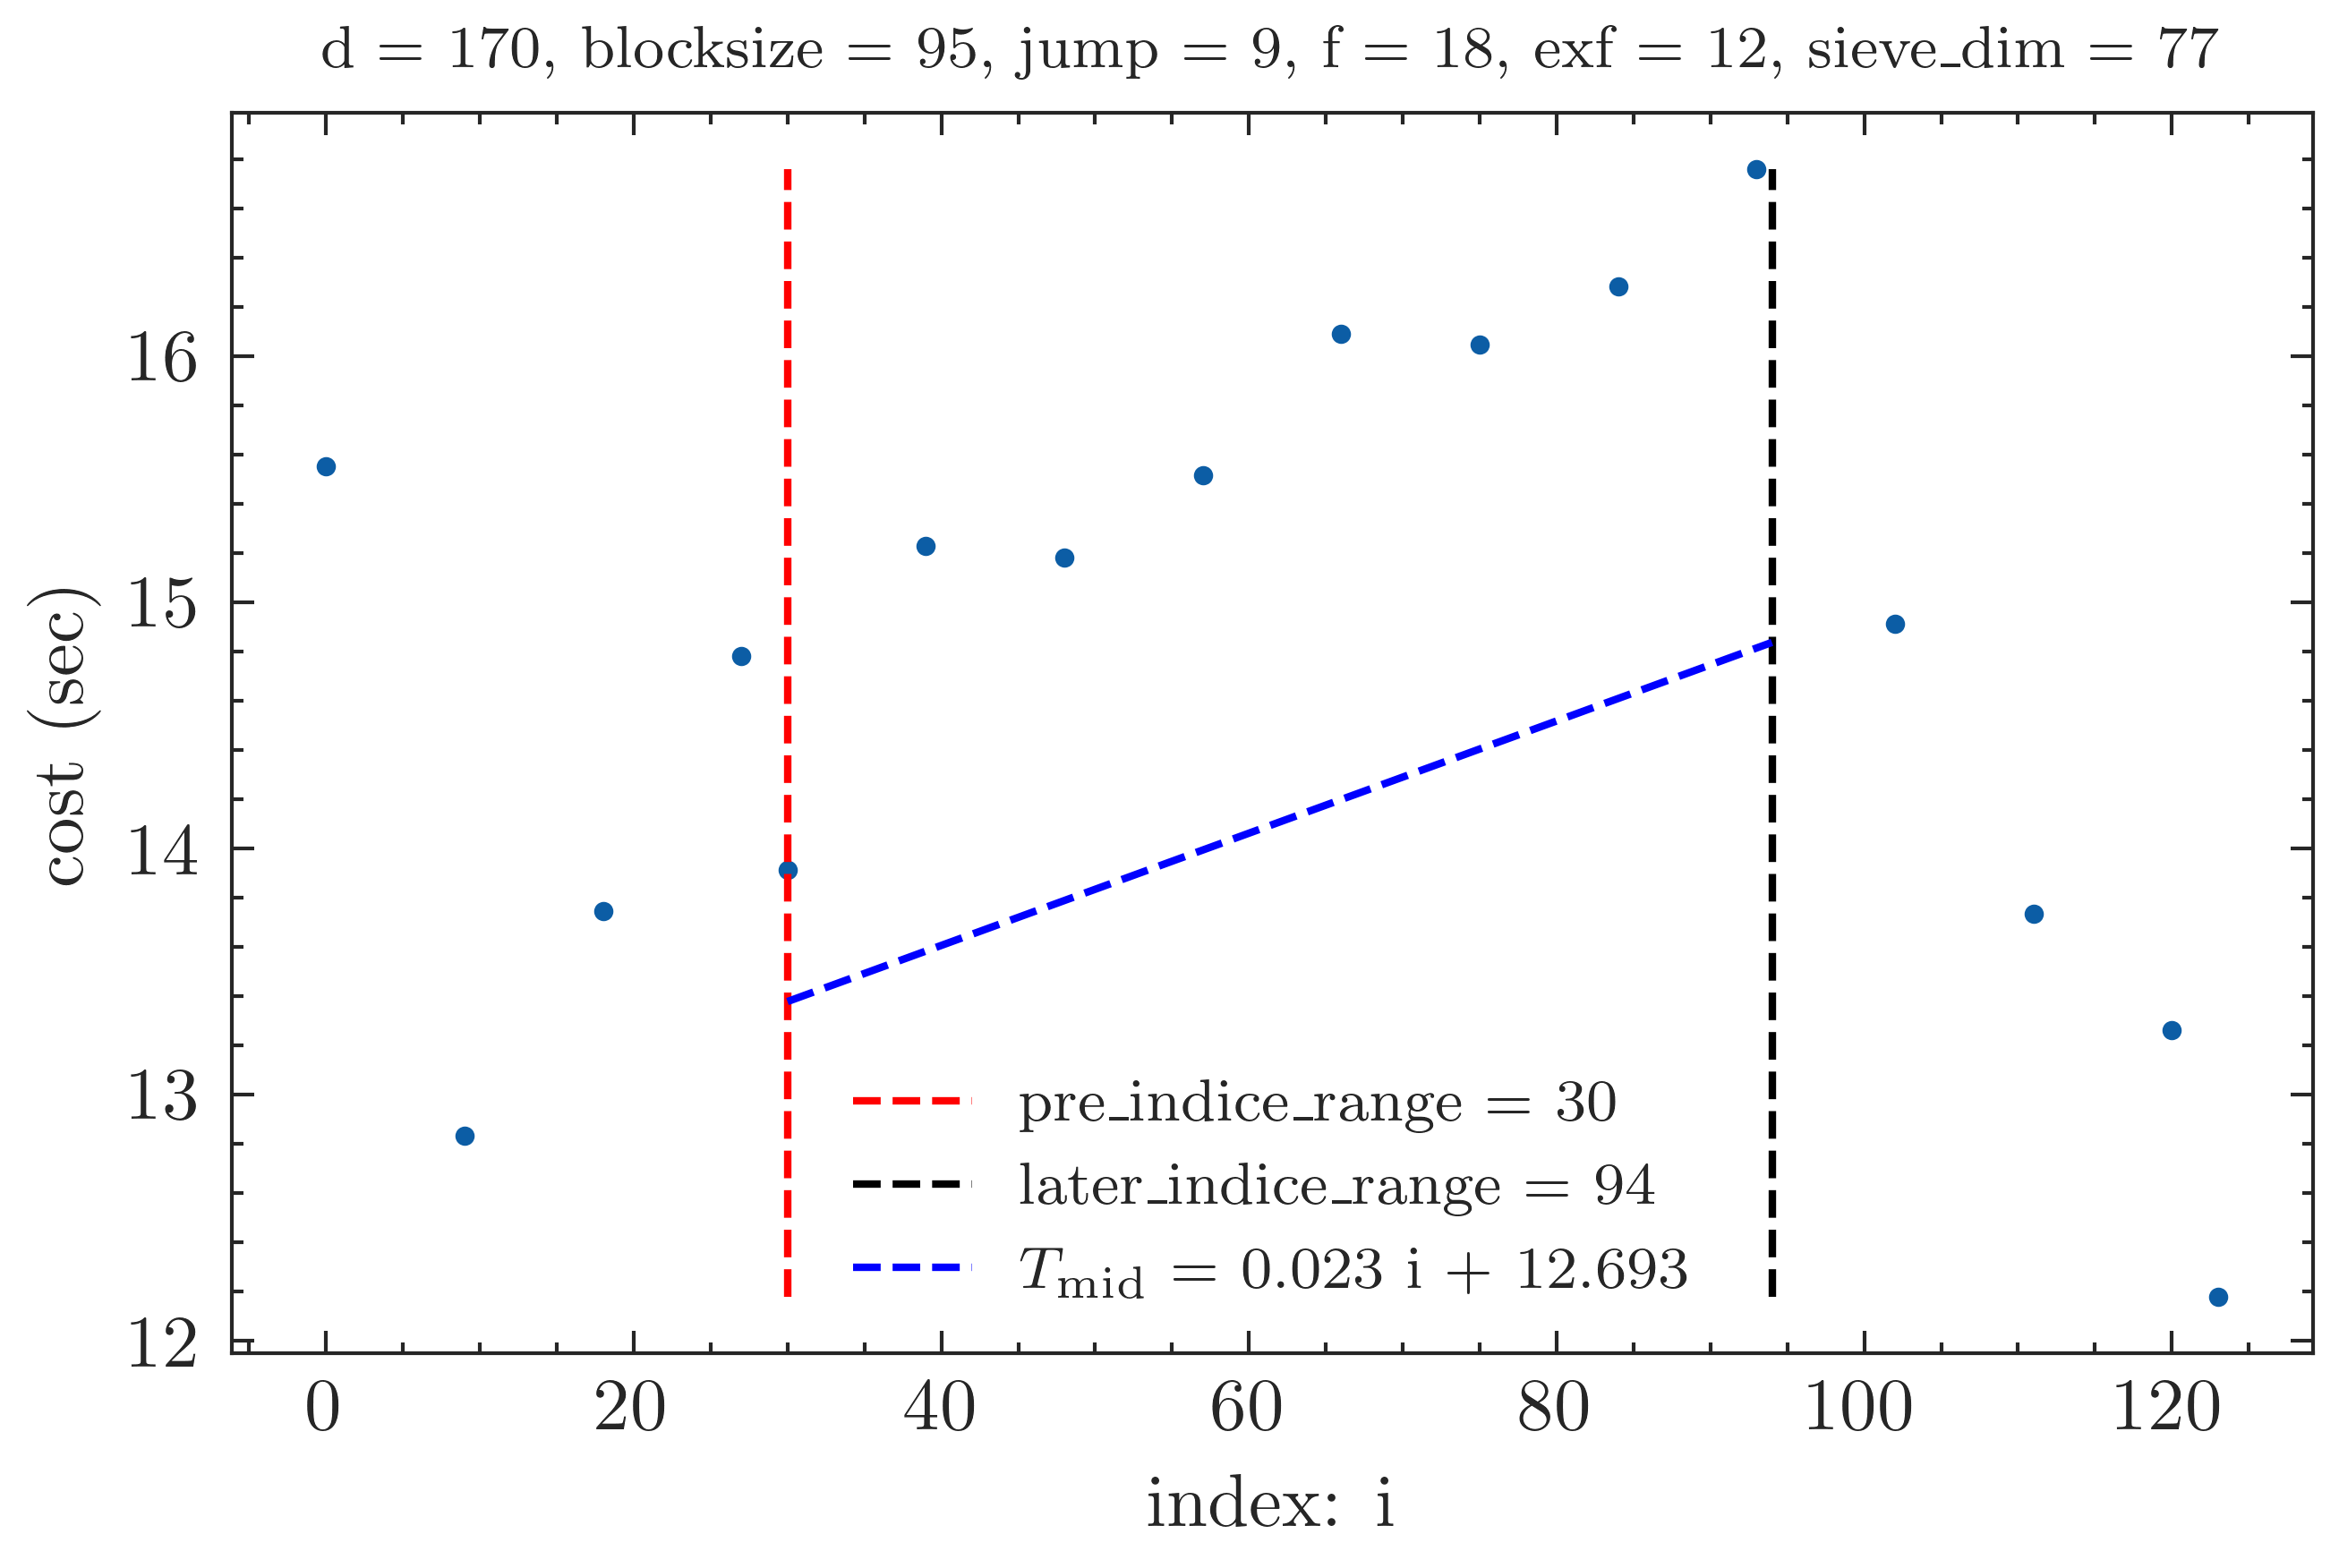 d = 170, blocksize = 95, jump = 9, f = 18, exf = 12, sieve_dim = 77
cost (sec)
16
15
14
13
12
pre_indice_range = 30
later_indice_range = 94
T_mid = 0.023 i + 12.693
0 20 40 60 80 100 120
index: i